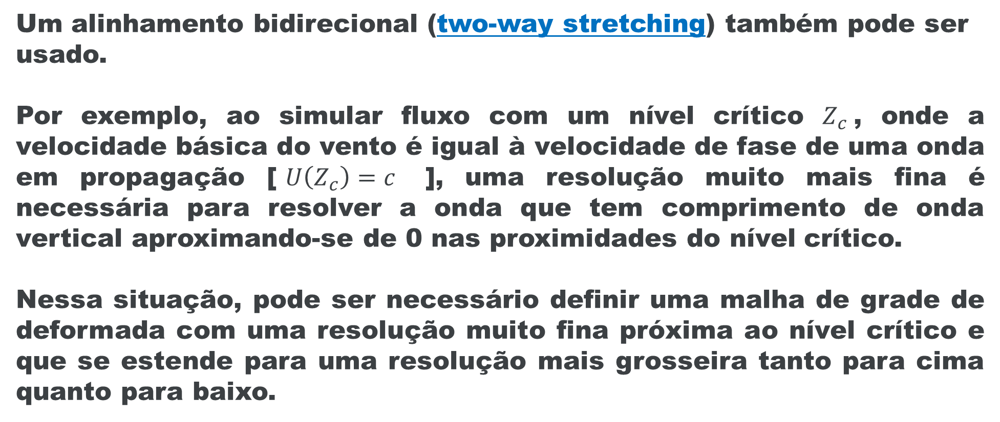 Um alinhamento bidirecional (two-way stretching) também pode ser
usado.
Por exemplo, ao simular fluxo com um nível crítico Z_c , onde a
velocidade básica do vento é igual à velocidade de fase de uma onda
em propagação [ U(Z_c) = c ], uma resolução muito mais fina é
necessária para resolver a onda que tem comprimento de onda
vertical aproximando-se de 0 nas proximidades do nível crítico.
Nessa situação, pode ser necessário definir uma malha de grade de
deformada com uma resolução muito fina próxima ao nível crítico e
que se estende para uma resolução mais grosseira tanto para cima
quanto para baixo.